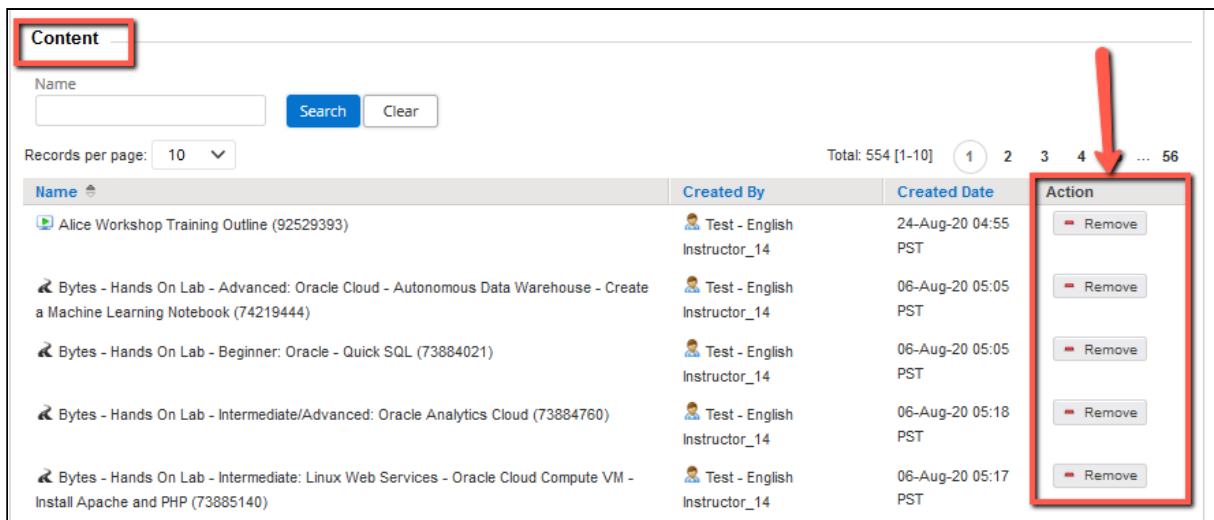 Content
Name
Search Clear
Records per page: 10 Total: 554 [1-10] 1 2 3 4 ... 56
Name Created By Created Date Action
Alice Workshop Training Outline (92529393) Test - English 24-Aug-20 04:55 Remove
Instructor_14 PST
Bytes - Hands On Lab - Advanced: Oracle Cloud - Autonomous Data Warehouse - Create Test - English 06-Aug-20 05:05 Remove
a Machine Learning Notebook (74219444) Instructor_14 PST
Bytes - Hands On Lab - Beginner: Oracle - Quick SQL (73884021) Test - English 06-Aug-20 05:05 Remove
Instructor_14 PST
Bytes - Hands On Lab - Intermediate/Advanced: Oracle Analytics Cloud (73884760) Test - English 06-Aug-20 05:18 Remove
Instructor_14 PST
Bytes - Hands On Lab - Intermediate: Linux Web Services - Oracle Cloud Compute VM - Test - English 06-Aug-20 05:17 Remove
Install Apache and PHP (73885140) Instructor_14 PST